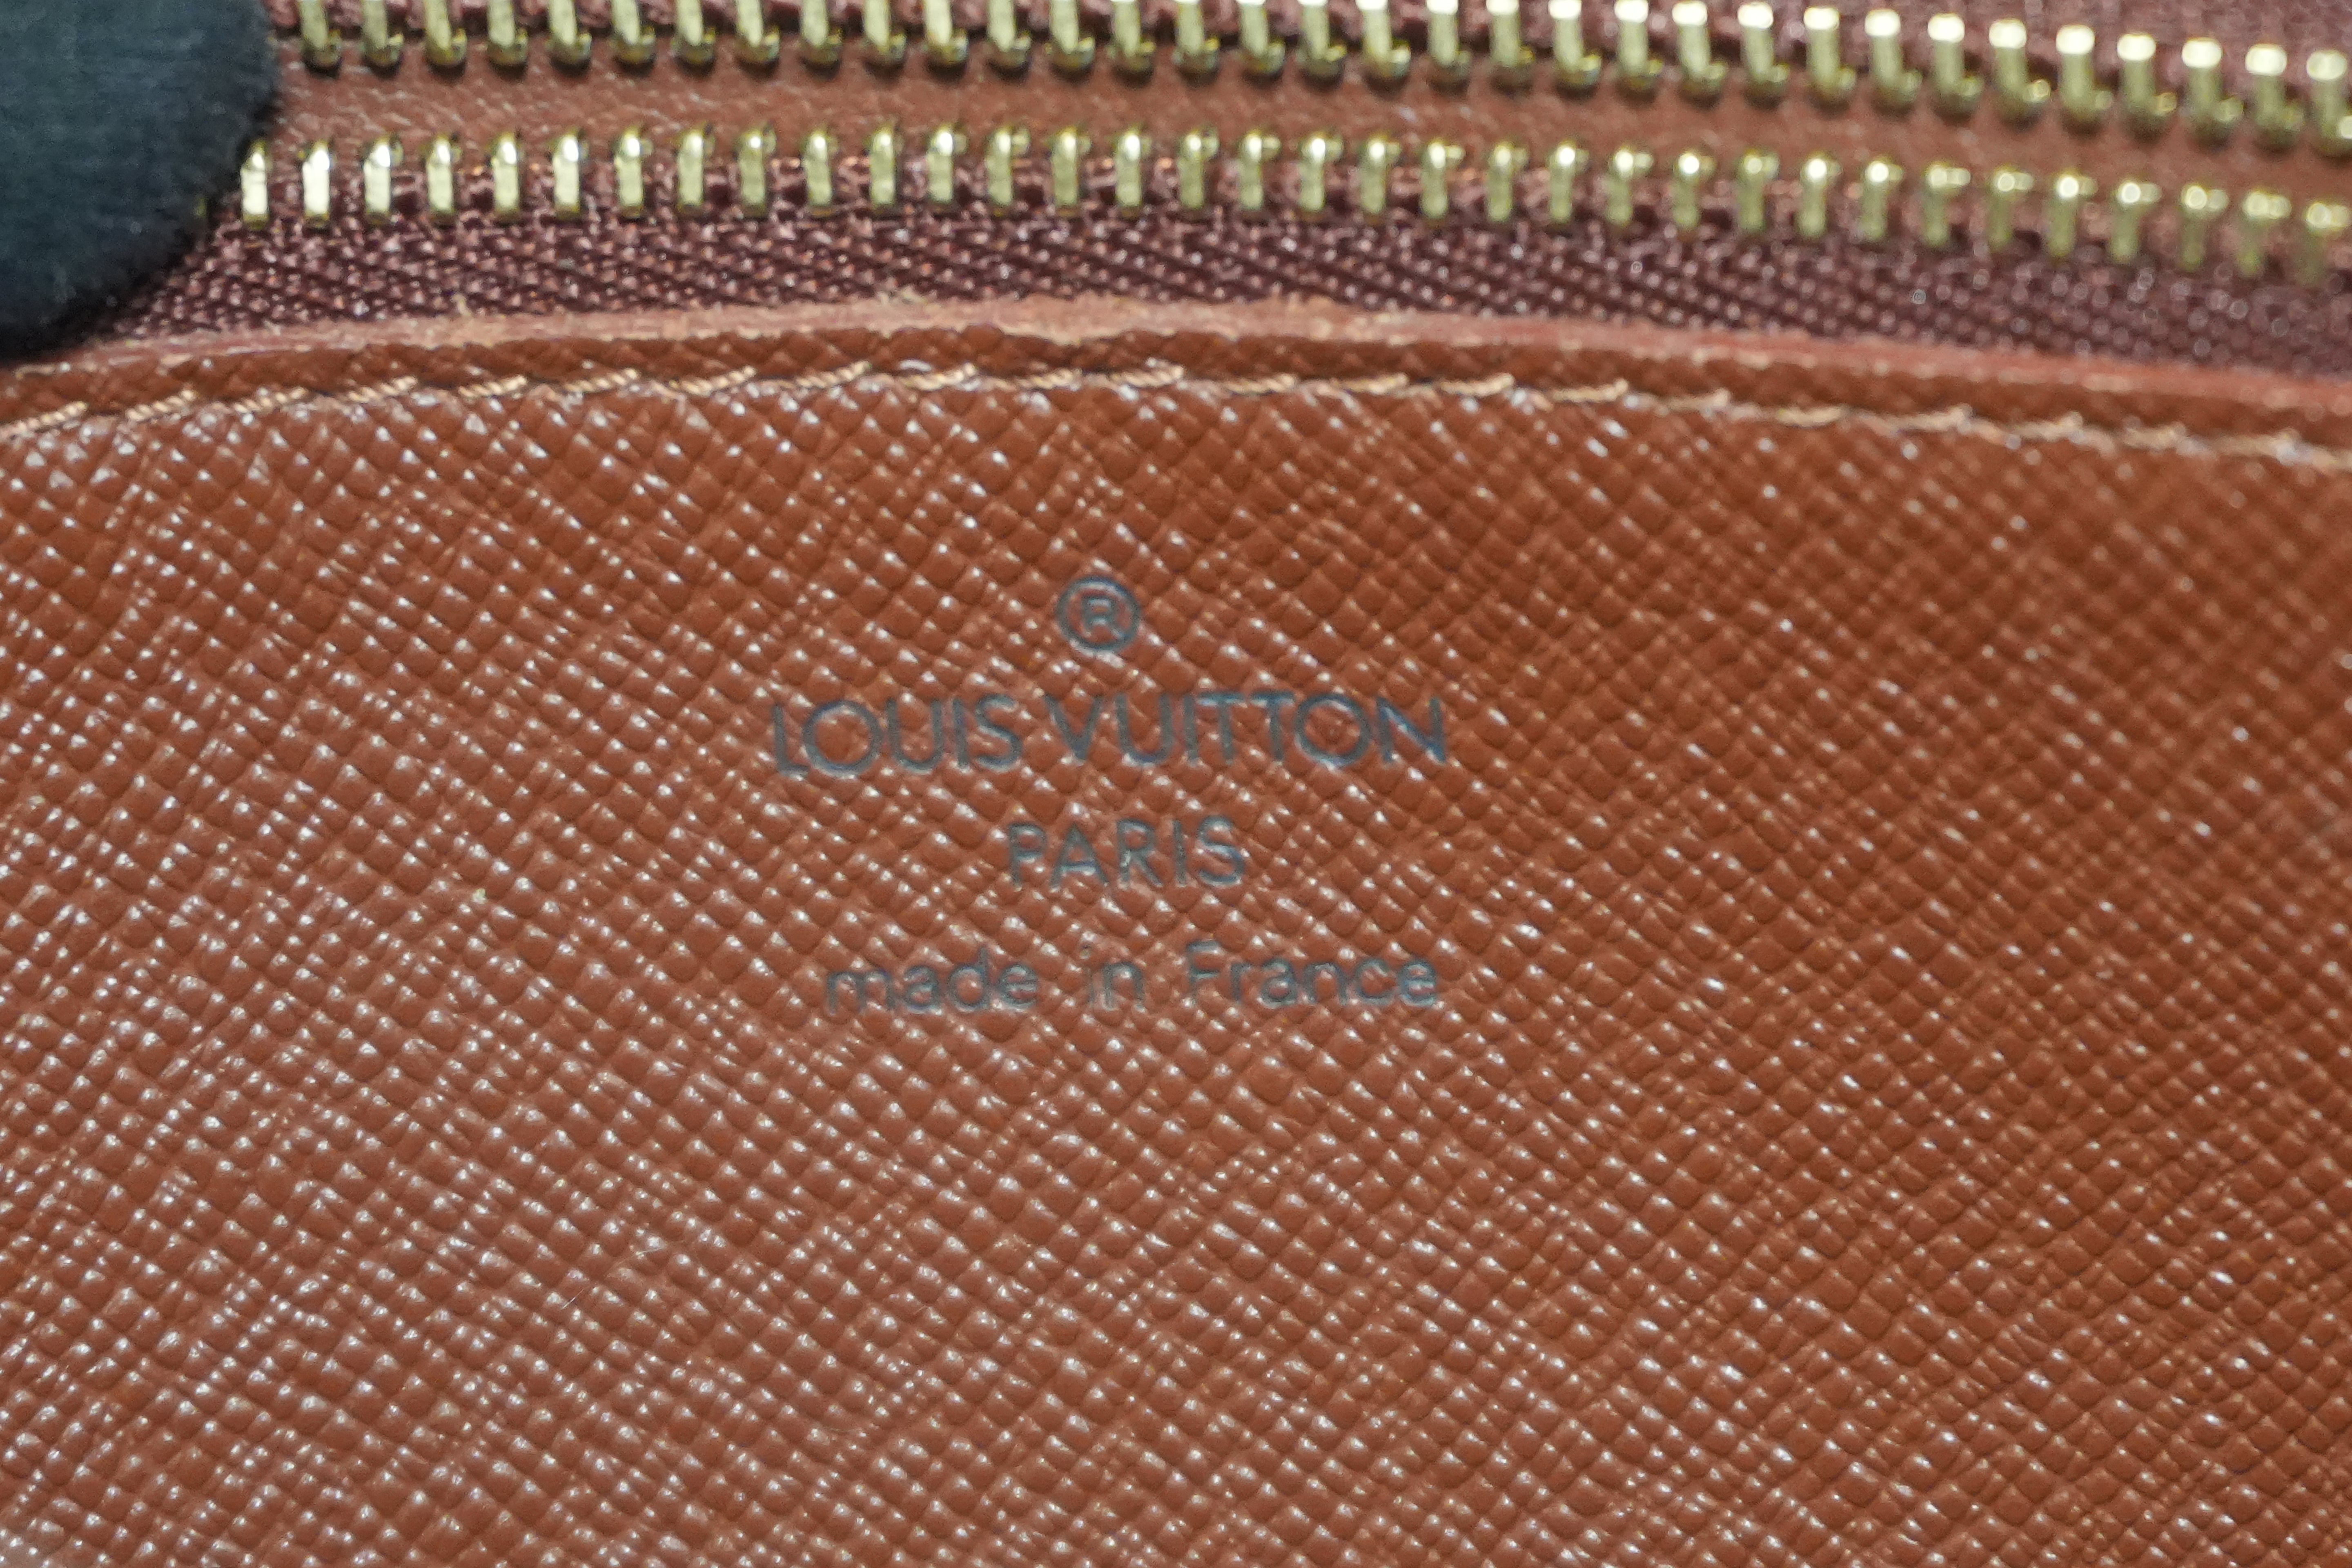 ®
LOUIS VUITTON
PARIS
made in France